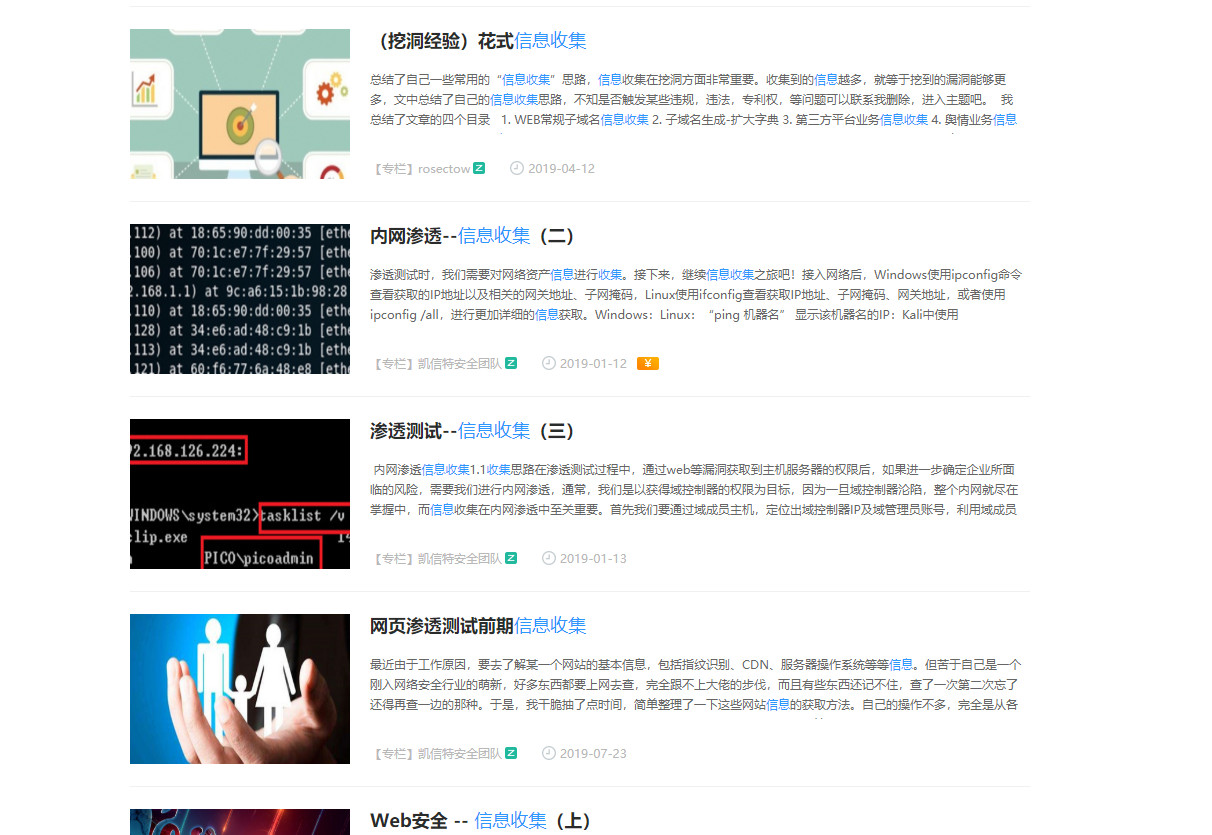 （挖洞经验）花式信息收集
总结了自己一些常用的“信息收集”思路，信息收集在挖洞方面非常重要。收集到的信息越多，就等于挖到的漏洞能够更
多，文中总结了自己的信息收集思路，不知是否触发某些违规，违法，专利权，等问题可以联系我删除，进入主题吧。 我
总结了文章的四个目录 1. WEB常规子域名信息收集 2. 子域名生成-扩大字典 3. 第三方平台业务信息收集 4. 舆情业务信息
【专栏】rosectow Z 2019-04-12
.112) at 18:65:90:dd:00:35 [eth
.100) at 70:1c:e7:7f:29:57 [eth
.106) at 70:1c:e7:7f:29:57 [eth
2.168.1.1) at 9c:a6:15:1b:98:28
.110) at 18:65:90:dd:00:35 [eth
.128) at 34:e6:ad:48:c9:1b [eth
.113) at 34:e6:ad:48:c9:1b [eth
.121) at 60:f6:77:6a:48:e8 [eth
内网渗透--信息收集（二）
渗透测试时，我们需要对网络资产信息进行收集。接下来，继续信息收集之旅吧！接入网络后，Windows使用ipconfig命令
查看获取的IP地址以及相关的网关地址、子网掩码，Linux使用ifconfig查看获取IP地址、子网掩码、网关地址，或者使用
ipconfig /all，进行更加详细的信息获取。Windows：Linux：“ping 机器名” 显示该机器名的IP：Kali中使用
【专栏】凯信特安全团队 Z 2019-01-12 ¥
2.168.126.224:
WINDOWS\system32>tasklist /v
clip.exe 14
PICO\picoadmin
渗透测试--信息收集（三）
内网渗透信息收集1.1收集思路在渗透测试过程中，通过web等漏洞获取到主机服务器的权限后，如果进一步确定企业所面
临的风险，需要我们进行内网渗透，通常，我们是以获得域控制器的权限为目标，因为一旦域控制器沦陷，整个内网就尽在
掌握中，而信息收集在内网渗透中至关重要。首先我们要通过域成员主机，定位出域控制器IP及域管理员账号，利用域成员
【专栏】凯信特安全团队 Z 2019-01-13
网页渗透测试前期信息收集
最近由于工作原因，要去了解某一个网站的基本信息，包括指纹识别、CDN、服务器操作系统等等信息。但苦于自己是一个
刚入网络安全行业的萌新，好多东西都要上网去查，完全跟不上大佬的步伐，而且有些东西还记不住，查了一次第二次忘了
还得再查一边的那种。于是，我干脆抽了点时间，简单整理了一下这些网站信息的获取方法。自己的操作不多，完全是从各
【专栏】凯信特安全团队 Z 2019-07-23
Web安全 -- 信息收集（上）